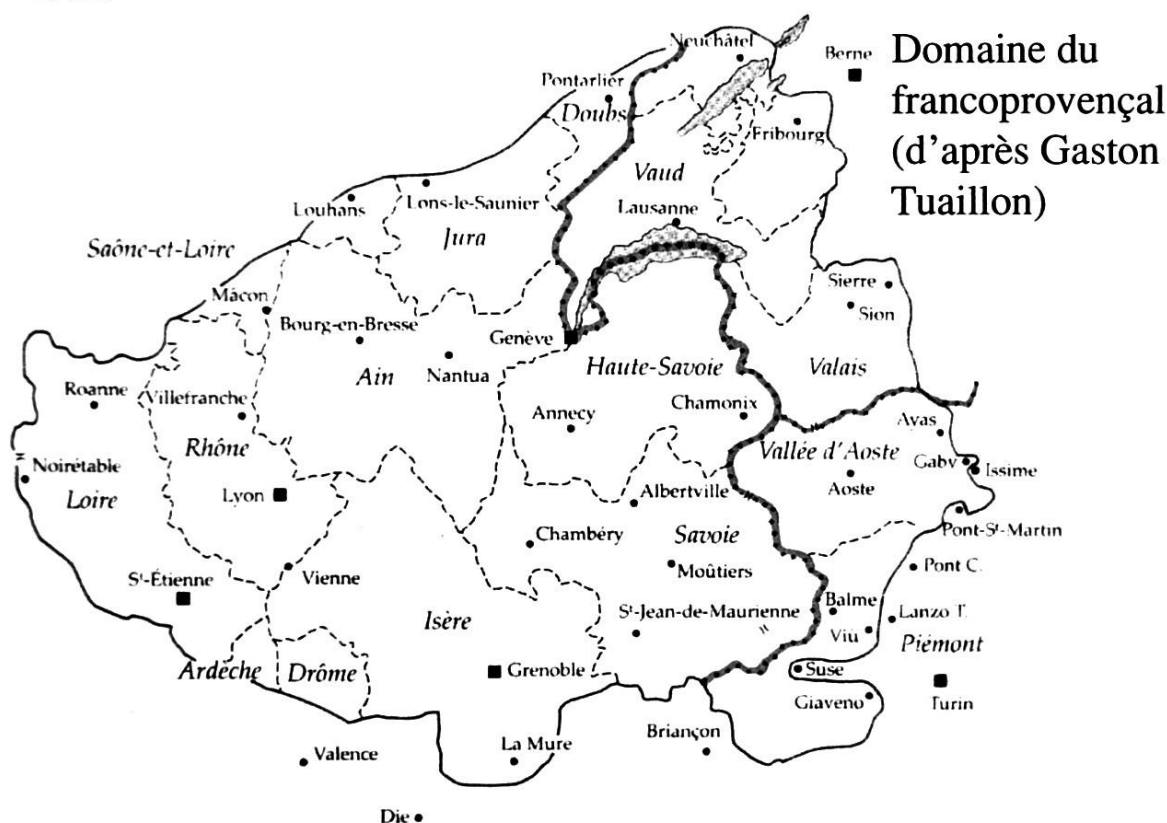 Domaine du
francoprovençal
(d'après Gaston
Tuaillon)
Neuchâtel
Berne
Pontarlier
Doubs
Fribourg
Vaud
Lausanne
Louhans
Lons-le-Saunier
Jura
Saône-et-Loire
Mâcon
Bourg-en-Bresse
Genève
Sierre
Sion
Ain
Nantua
Haute-Savoie
Valais
Roanne
Villefranche
Annecy
Chamonix
Avas
Rhône
Vallée d'Aoste
Gaby
Issime
Noirétable
Loire
Lyon
Aoste
Albertville
Pont-Sᵗ-Martin
Chambéry
Savoie
Sᵗ-Étienne
Vienne
Moûtiers
Pont C.
Isère
Sᵗ-Jean-de-Maurienne
Balme
Lanzo T.
Viù
Piémont
Ardèche
Drôme
Grenoble
Suse
Giaveno
Turin
Valence
La Mure
Briançon
Die